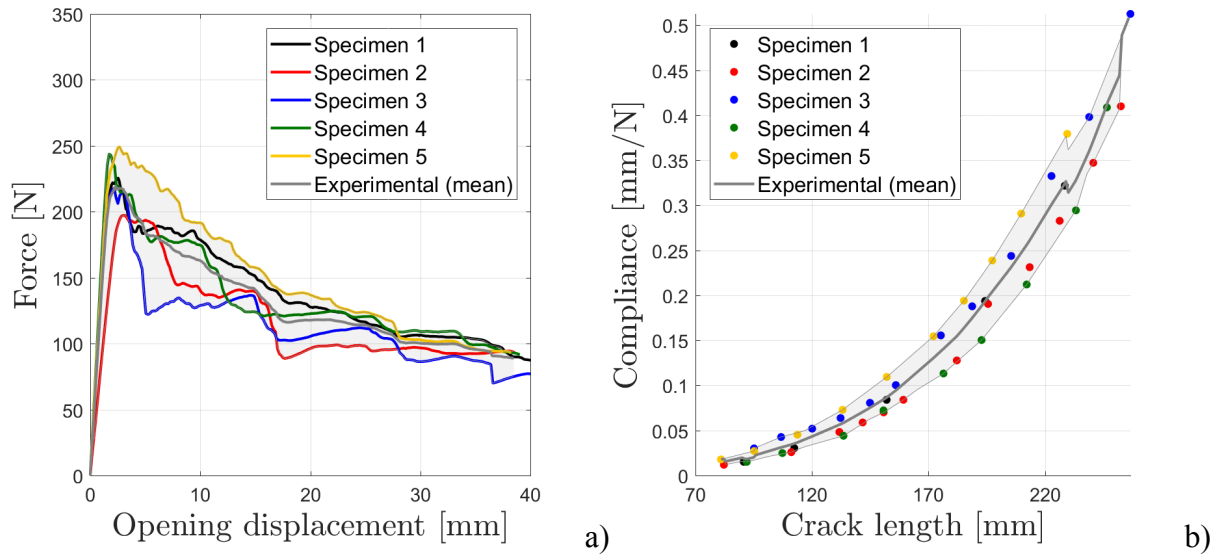 350
300
250
200
150
100
50
0
Force [N]
Specimen 1
Specimen 2
Specimen 3
Specimen 4
Specimen 5
Experimental (mean)
0 10 20 30 40
Opening displacement [mm]
a)
0.5
0.45
0.4
0.35
0.3
0.25
0.2
0.15
0.1
0.05
0
Compliance [mm/N]
Specimen 1
Specimen 2
Specimen 3
Specimen 4
Specimen 5
Experimental (mean)
70 120 170 220
Crack length [mm]
b)